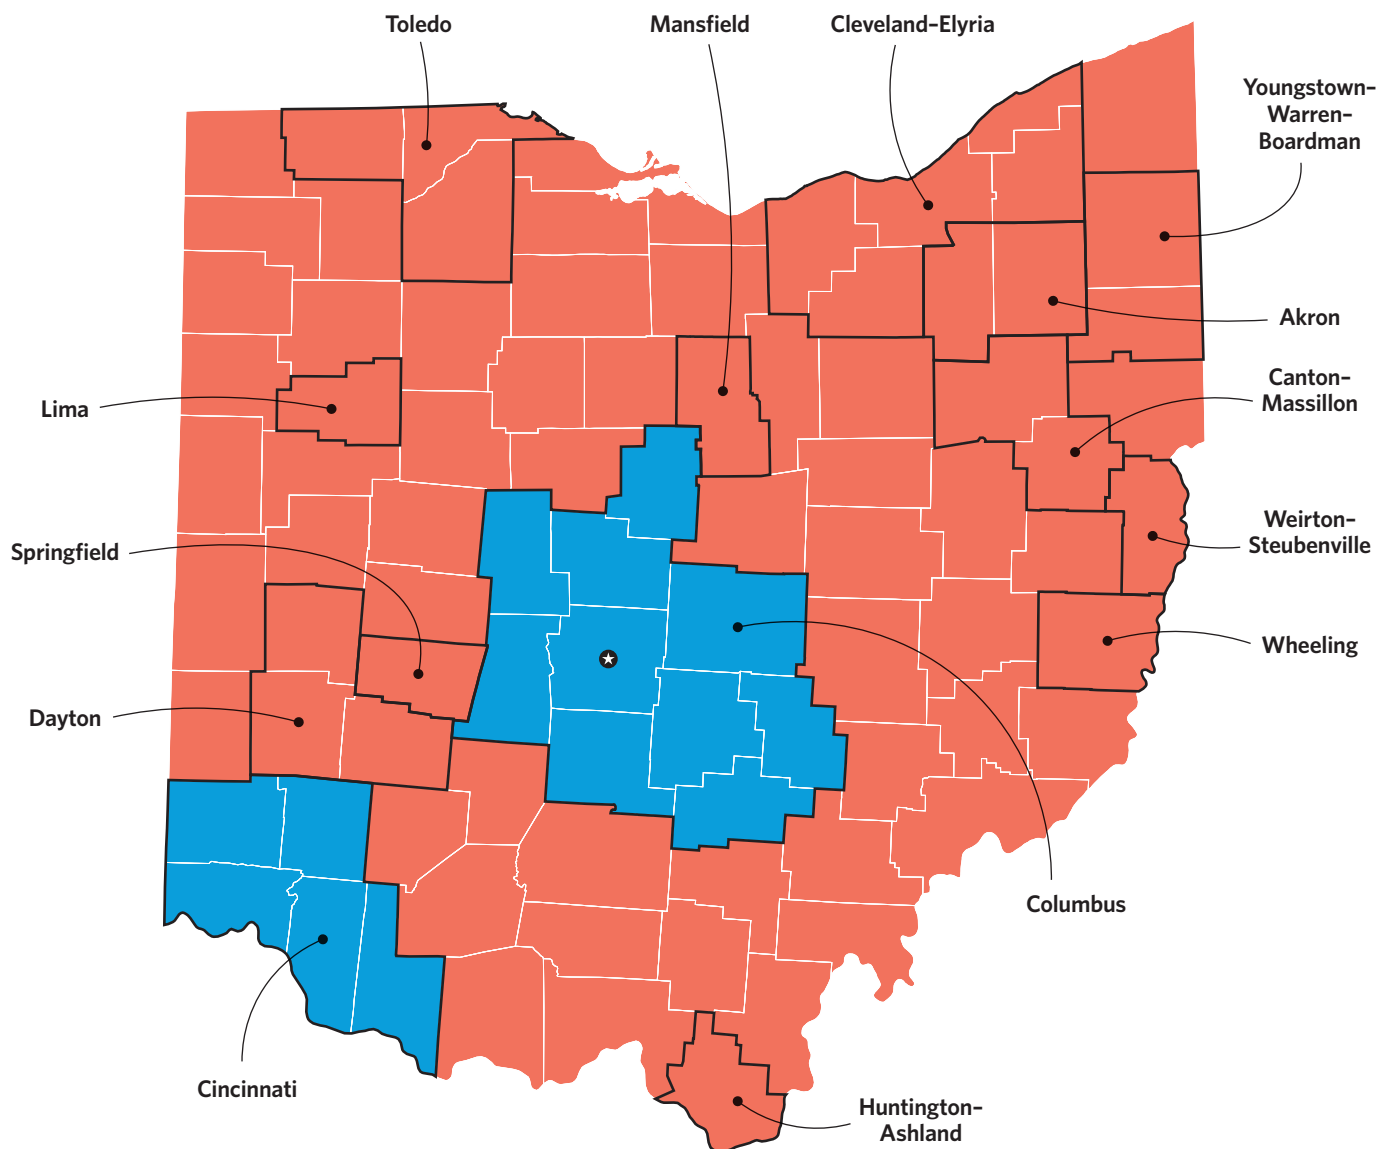 Toledo
Mansfield
Cleveland–Elyria
Youngstown–
Warren–
Boardman
Akron
Canton–
Massillon
Lima
Springfield
Weirton–
Steubenville
Wheeling
Dayton
Columbus
Cincinnati
Huntington–
Ashland